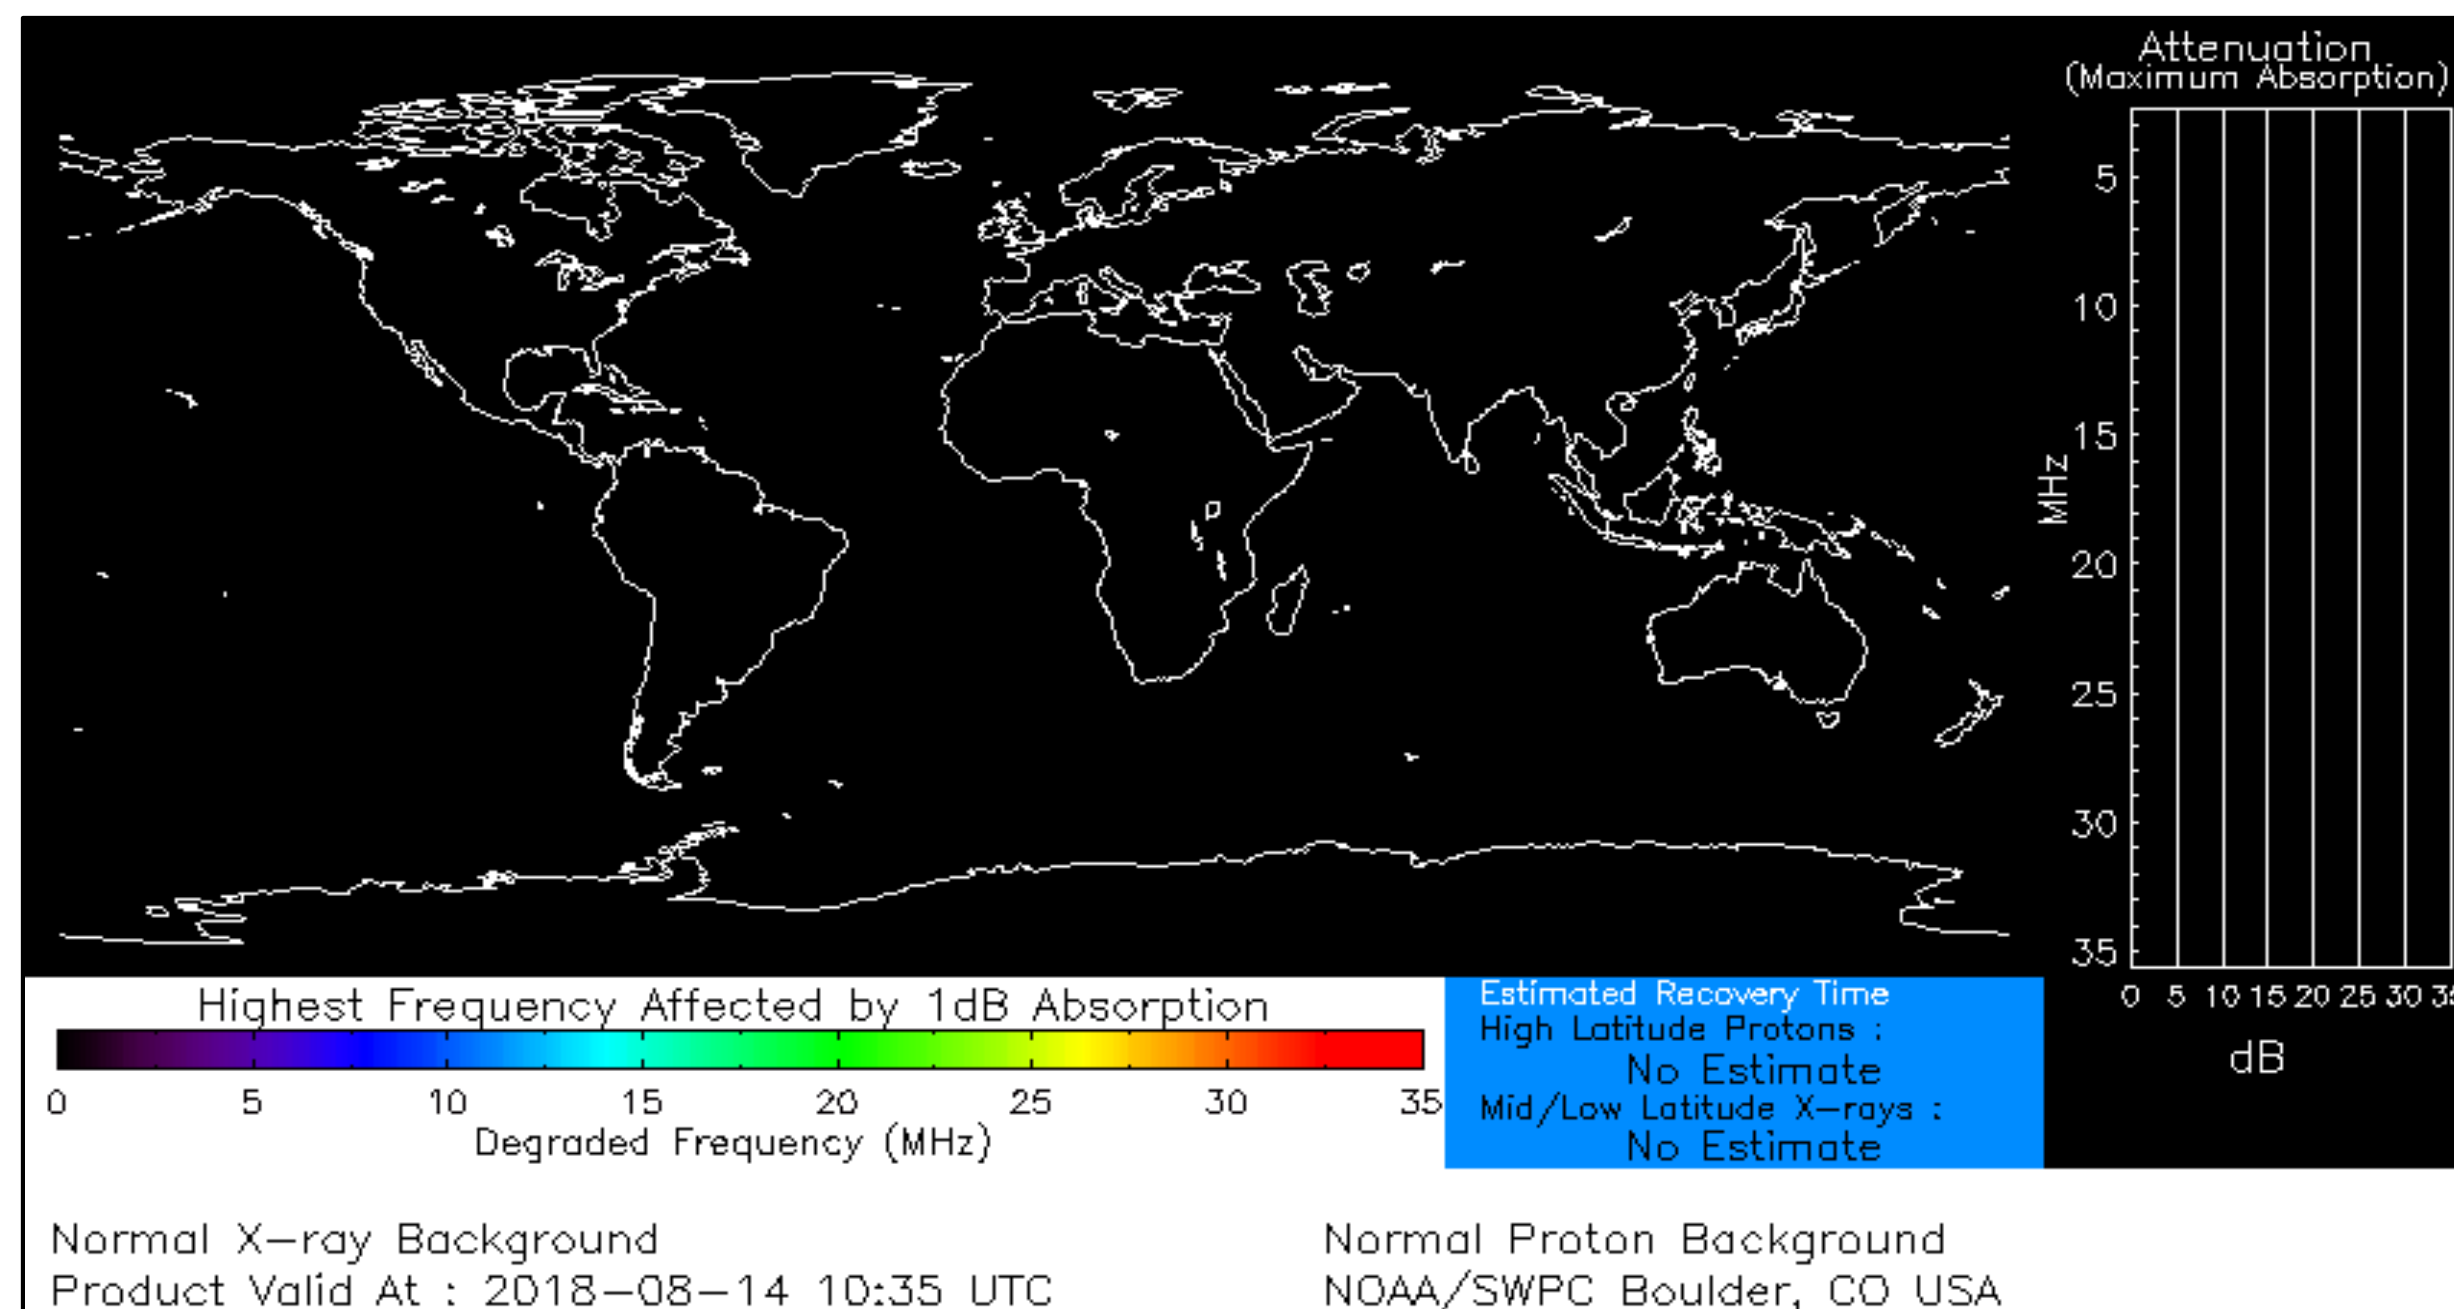 Attenuation
(Maximum Absorption)
5
10
15
20
25
30
35
MHz
0 5 10 15 20 25 30
dB
Highest Frequency Affected by 1dB Absorption
0 5 10 15 20 25 30 35
Degraded Frequency (MHz)
Estimated Recovery Time
High Latitude Protons :
No Estimate
Mid/Low Latitude X-rays :
No Estimate
Normal X-ray Background
Normal Proton Background
Product Valid At : 2018-08-14 10:35 UTC
NOAA/SWPC Boulder, CO USA